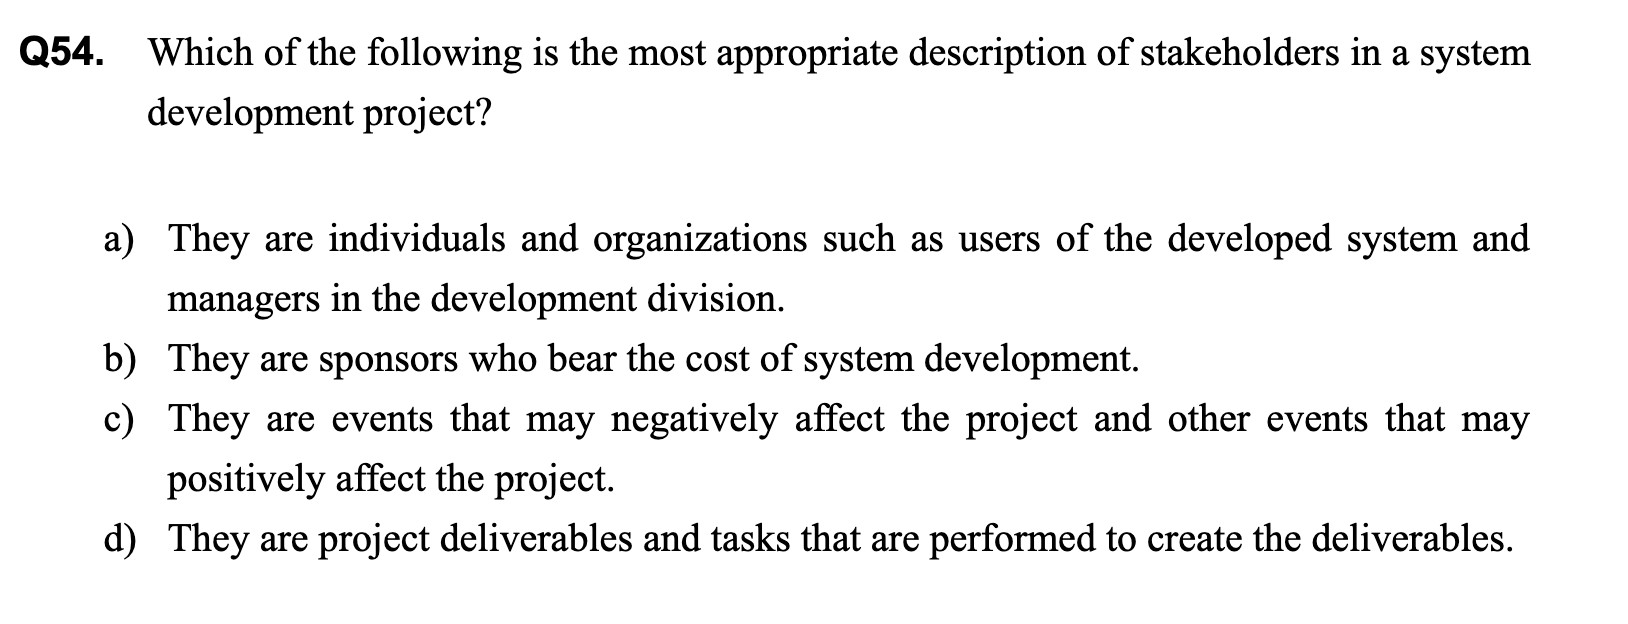 Q54. Which of the following is the most appropriate description of stakeholders in a system
development project?
a) They are individuals and organizations such as users of the developed system and
managers in the development division.
b) They are sponsors who bear the cost of system development.
c) They are events that may negatively affect the project and other events that may
positively affect the project.
d) They are project deliverables and tasks that are performed to create the deliverables.